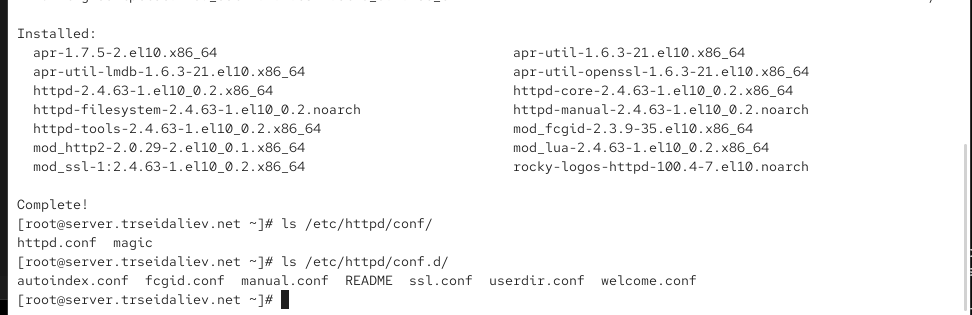 Installed:
apr-1.7.5-2.el10.x86_64 apr-util-1.6.3-21.el10.x86_64
apr-util-lmdb-1.6.3-21.el10.x86_64 apr-util-openssl-1.6.3-21.el10.x86_64
httpd-2.4.63-1.el10_0.2.x86_64 httpd-core-2.4.63-1.el10_0.2.x86_64
httpd-filesystem-2.4.63-1.el10_0.2.noarch httpd-manual-2.4.63-1.el10_0.2.noarch
httpd-tools-2.4.63-1.el10_0.2.x86_64 mod_fcgid-2.3.9-35.el10.x86_64
mod_http2-2.0.29-2.el10_0.1.x86_64 mod_lua-2.4.63-1.el10_0.2.x86_64
mod_ssl-1:2.4.63-1.el10_0.2.x86_64 rocky-logos-httpd-100.4-7.el10.noarch
Complete!
[root@server.trseidaliev.net ~]# ls /etc/httpd/conf/
httpd.conf magic
[root@server.trseidaliev.net ~]# ls /etc/httpd/conf.d/
autoindex.conf fcgid.conf manual.conf README ssl.conf userdir.conf welcome.conf
[root@server.trseidaliev.net ~]#